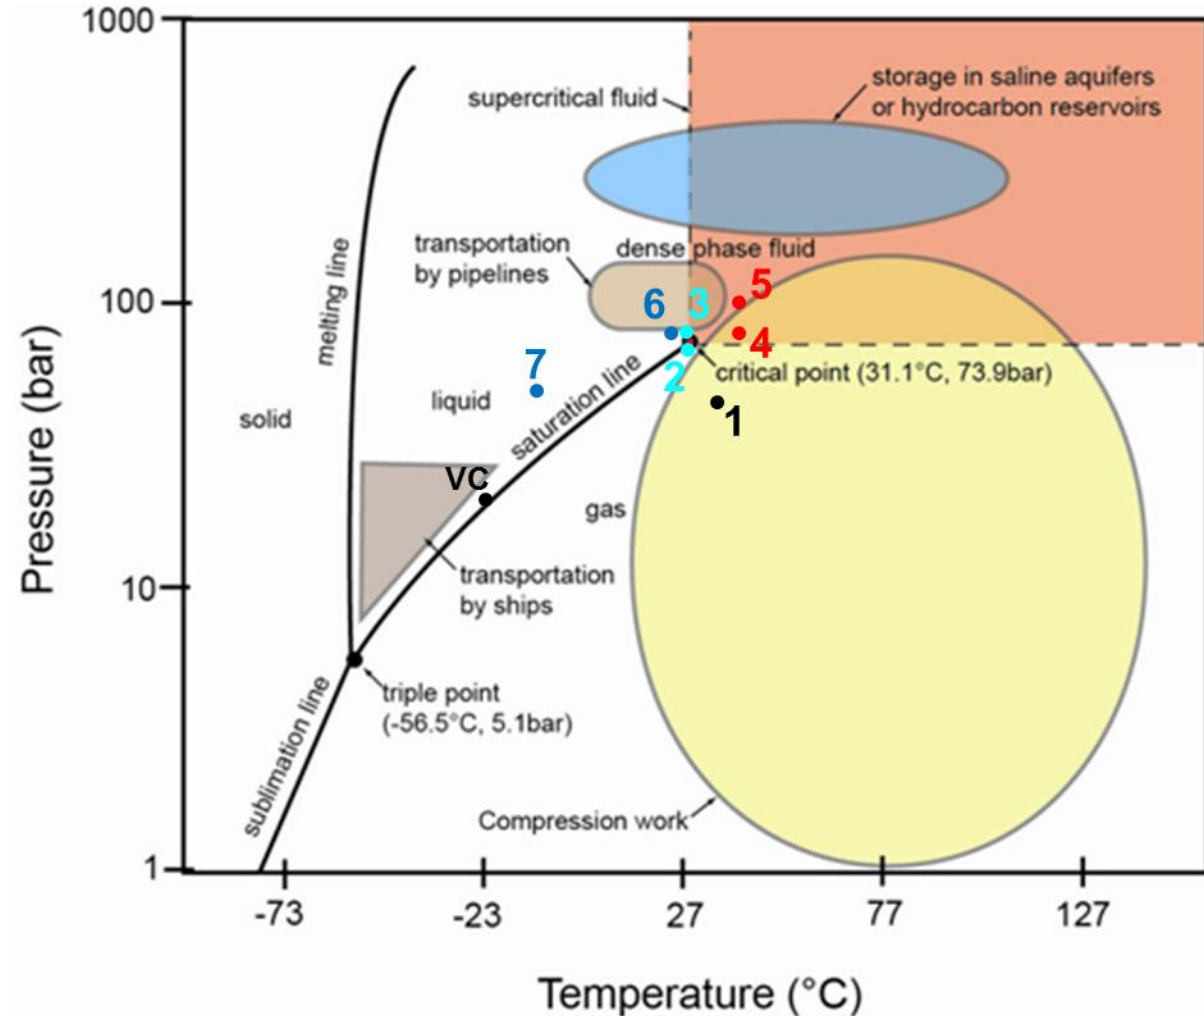 1000
100
10
1
Pressure (bar)
-73
-23
27
77
127
Temperature (°C)
supercritical fluid
storage in saline aquifers
or hydrocarbon reservoirs
transportation
by pipelines
dense phase fluid
melting line
5
6
3
4
2
critical point (31.1°C, 73.9bar)
7
1
liquid
solid
saturation line
VC
gas
transportation
by ships
triple point
(-56.5°C, 5.1bar)
sublimation line
Compression work